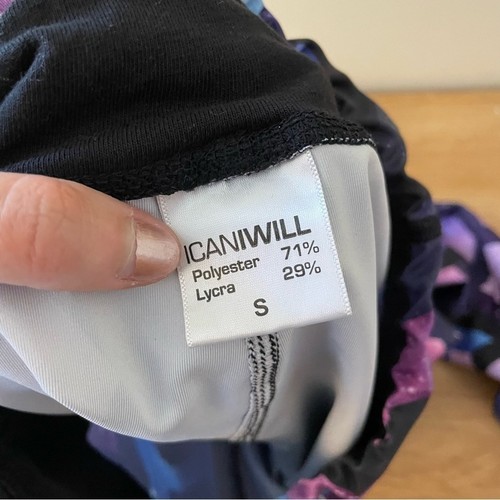 ICANIWILL
Polyester 71%
Lycra 29%
S